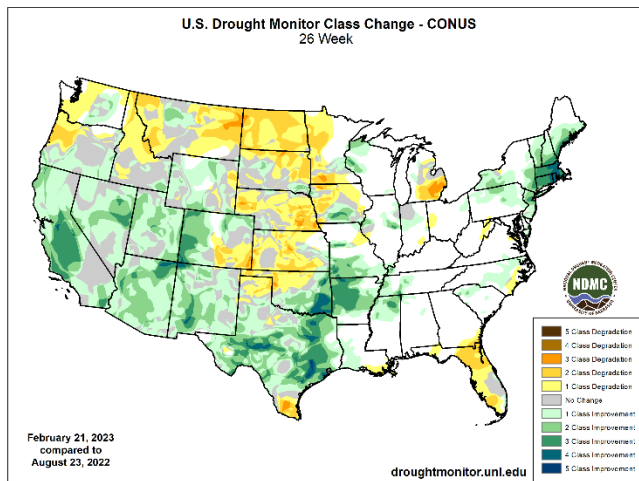 U.S. Drought Monitor Class Change - CONUS
26 Week
NDMC
5 Class Degradation
4 Class Degradation
3 Class Degradation
2 Class Degradation
1 Class Degradation
No Change
1 Class Improvement
2 Class Improvement
3 Class Improvement
4 Class Improvement
5 Class Improvement
February 21, 2023
compared to
August 23, 2022
droughtmonitor.unl.edu